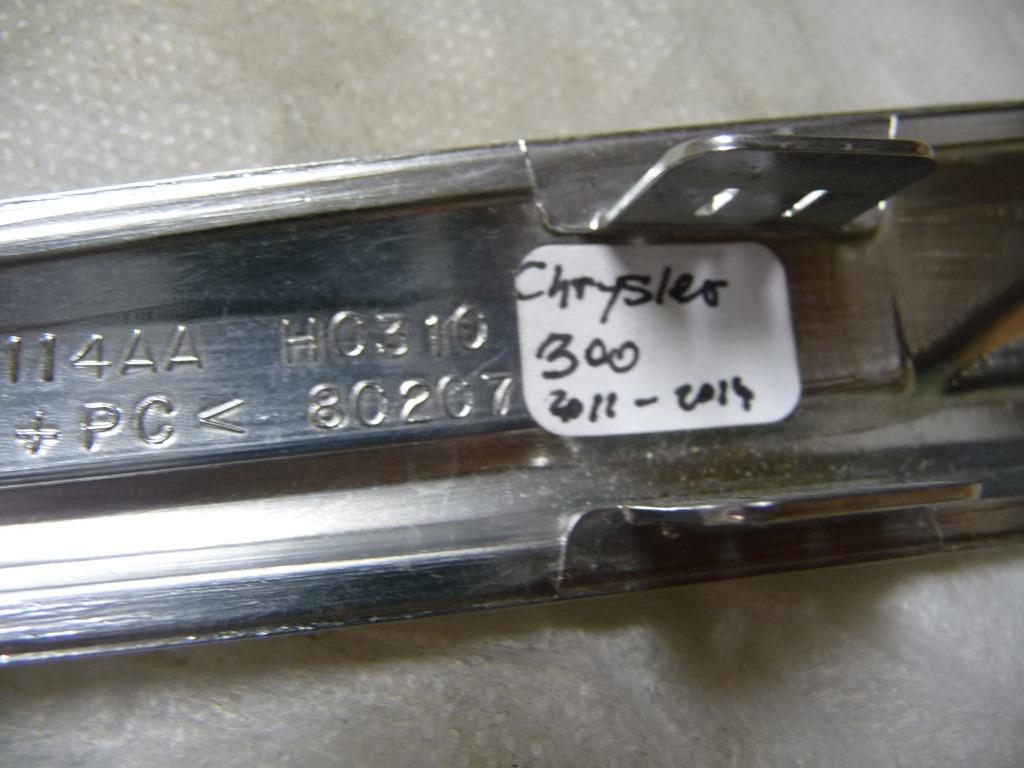 114AA HC310
+PC< 80207
Chrysler
300
2011-2014